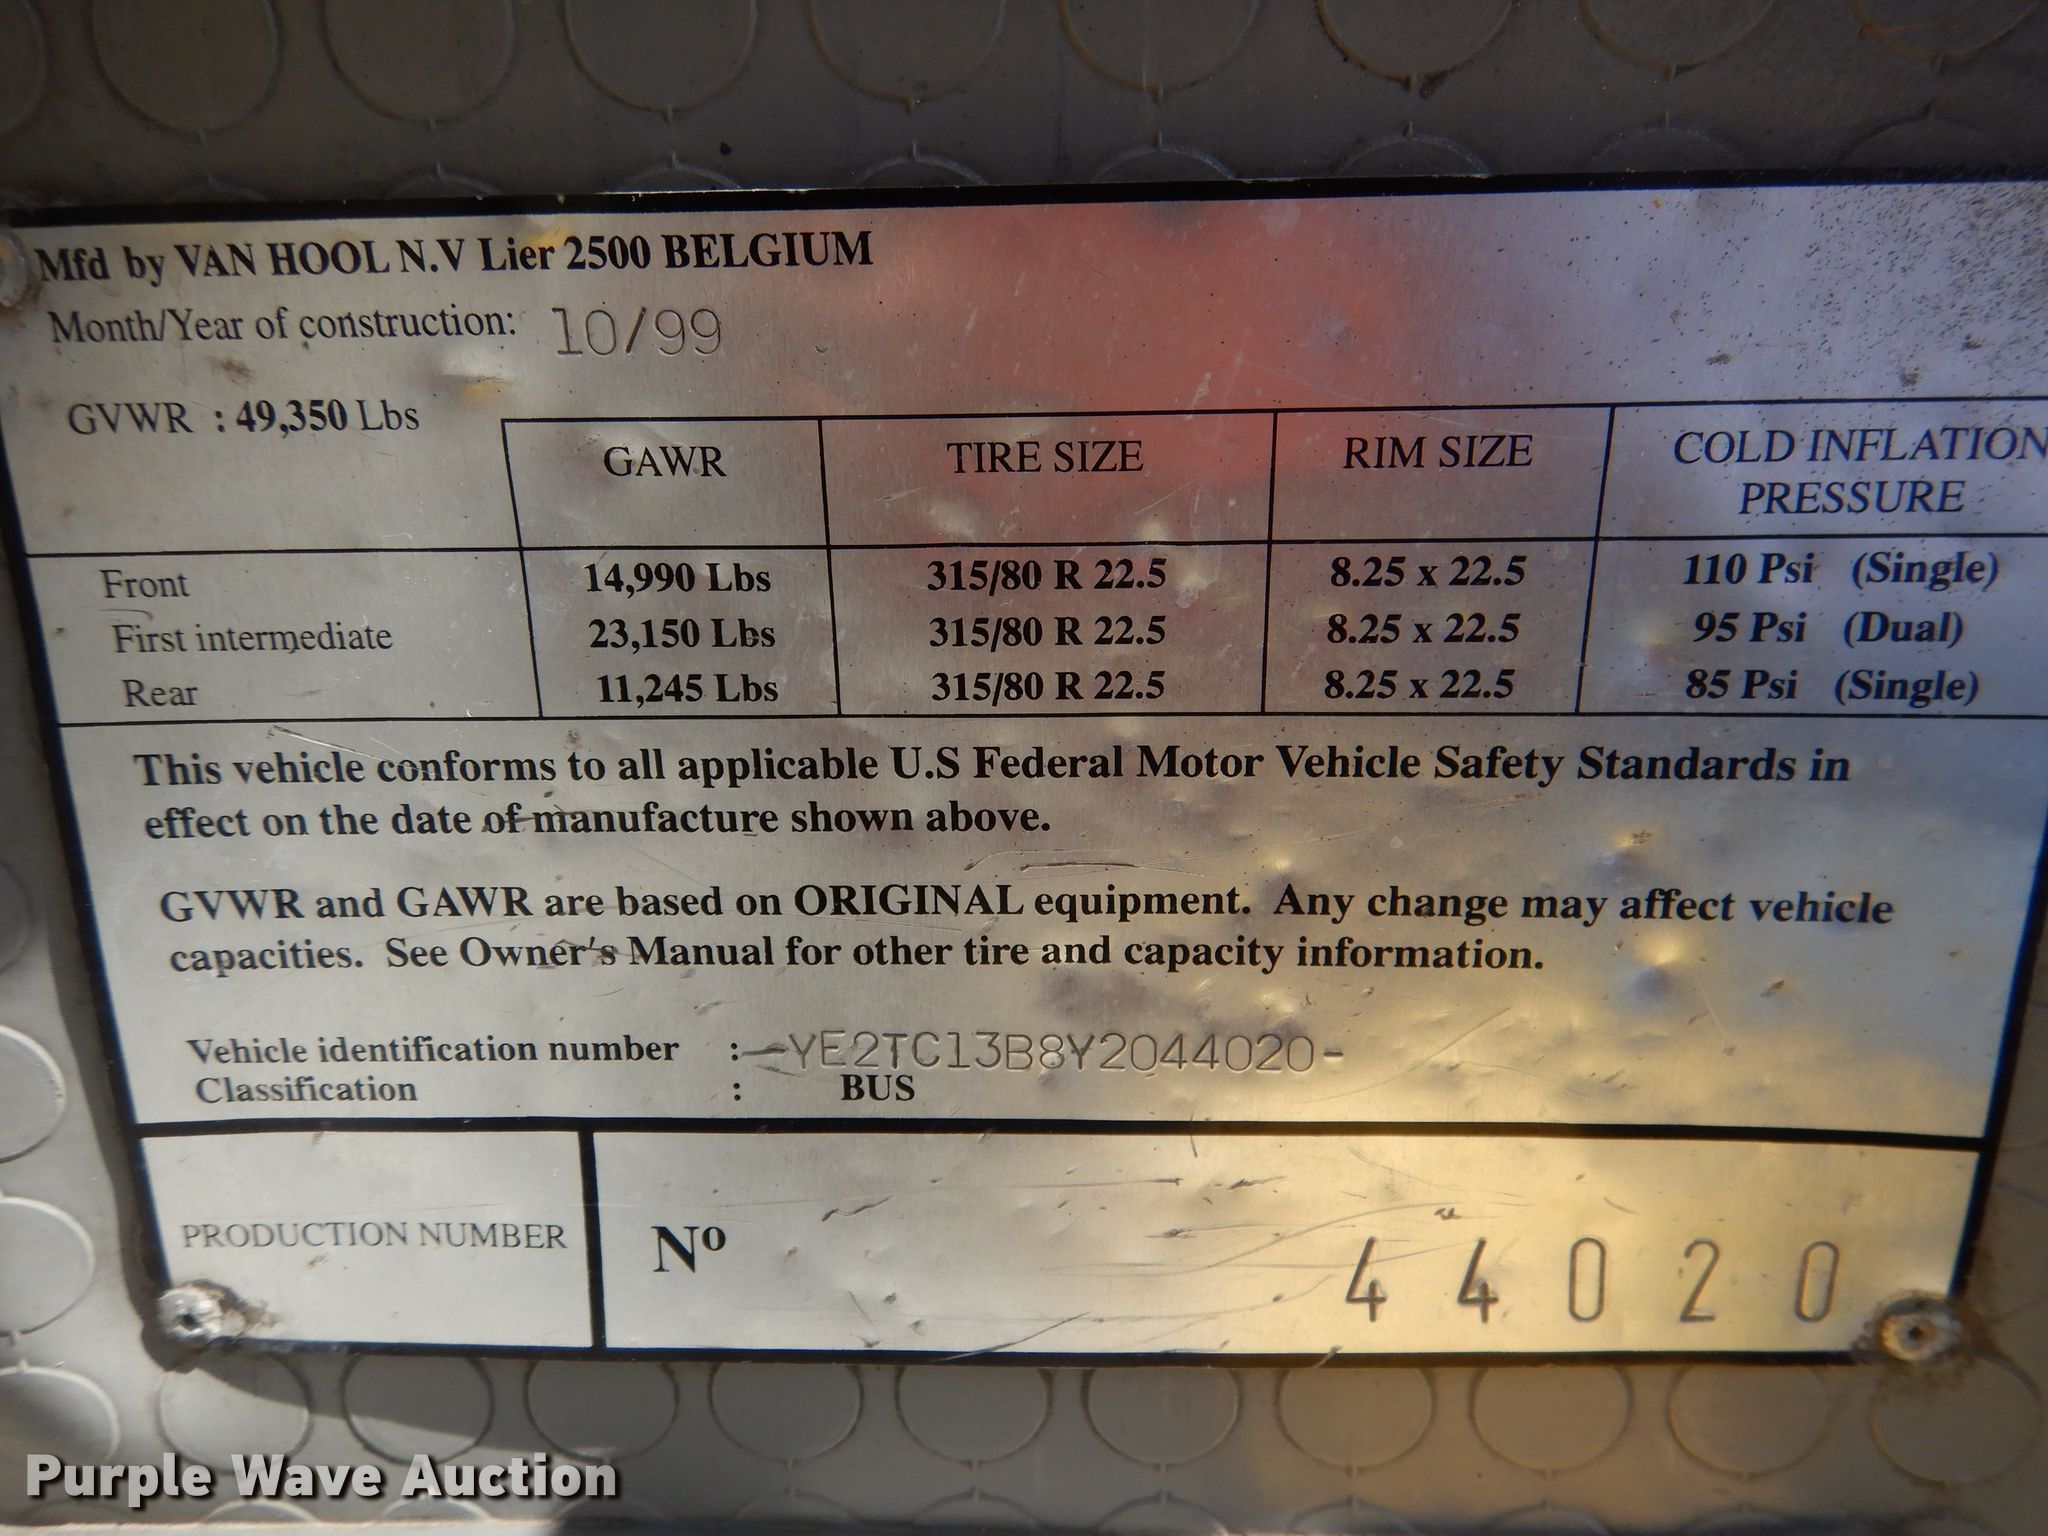 Mfd by VAN HOOL N.V Lier 2500 BELGIUM
Month/Year of construction: 10/99
GVWR : 49,350 Lbs
GAWR TIRE SIZE RIM SIZE COLD INFLATION PRESSURE
Front 14,990 Lbs 315/80 R 22.5 8.25 x 22.5 110 Psi (Single)
First intermediate 23,150 Lbs 315/80 R 22.5 8.25 x 22.5 95 Psi (Dual)
Rear 11,245 Lbs 315/80 R 22.5 8.25 x 22.5 85 Psi (Single)
This vehicle conforms to all applicable U.S Federal Motor Vehicle Safety Standards in
effect on the date of manufacture shown above.
GVWR and GAWR are based on ORIGINAL equipment. Any change may affect vehicle
capacities. See Owner's Manual for other tire and capacity information.
Vehicle identification number : -YE2TC13B8Y2044020-
Classification : BUS
PRODUCTION NUMBER Nº 44020
Purple Wave Auction